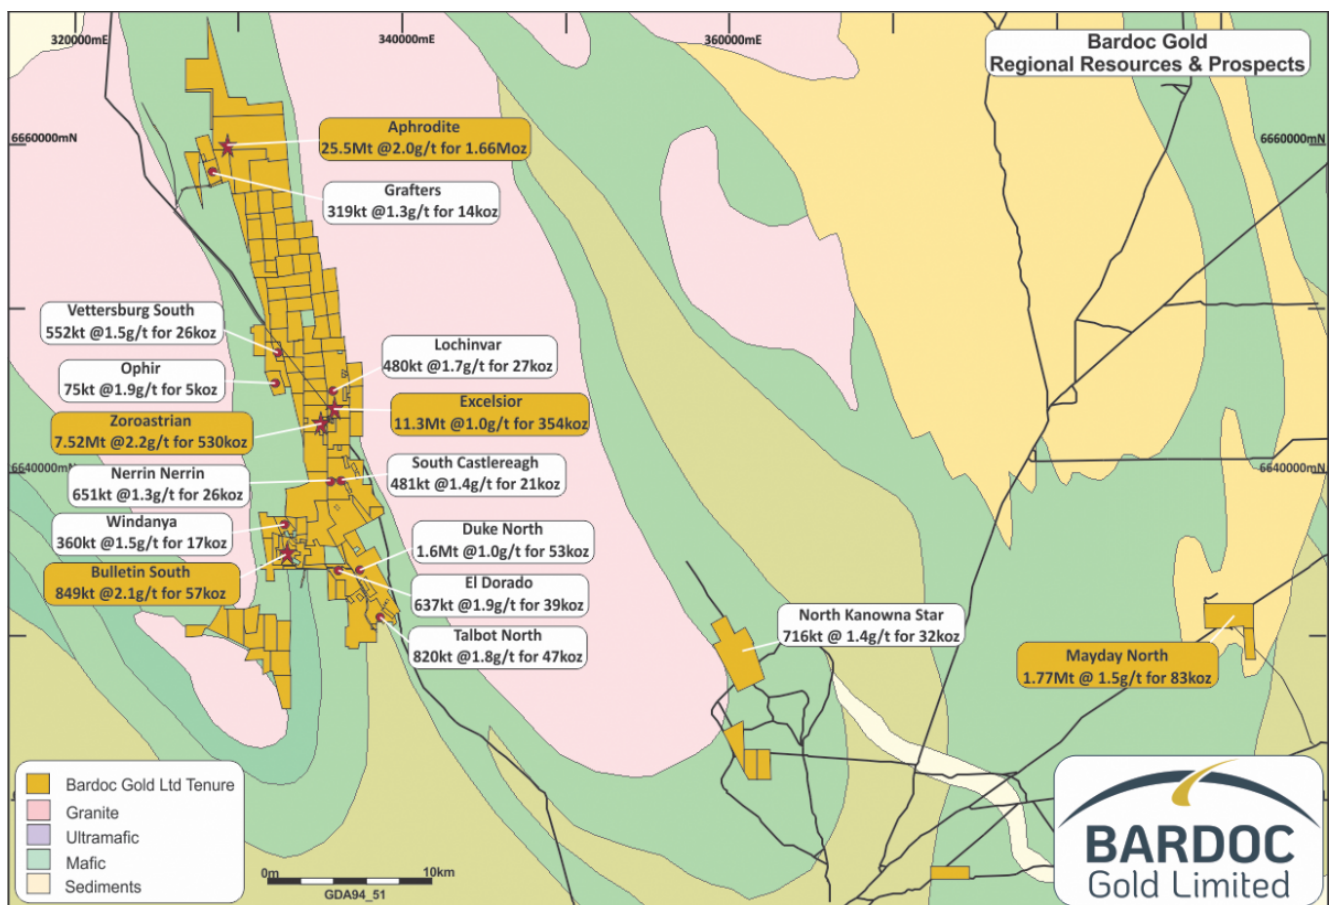 320000mE
340000mE
360000mE
Bardoc Gold
Regional Resources & Prospects
6660000mN
6660000mN
Aphrodite
25.5Mt @2.0g/t for 1.66Moz
Grafters
319kt @1.3g/t for 14koz
Vettersburg South
552kt @1.5g/t for 26koz
Lochinvar
480kt @1.7g/t for 27koz
Ophir
75kt @1.9g/t for 5koz
Excelsior
11.3Mt @1.0g/t for 354koz
Zoroastrian
7.52Mt @2.2g/t for 530koz
6640000mN
6640000mN
South Castlereagh
481kt @1.4g/t for 21koz
Nerrin Nerrin
651kt @1.3g/t for 26koz
Windanya
360kt @1.5g/t for 17koz
Duke North
1.6Mt @1.0g/t for 53koz
Bulletin South
849kt @2.1g/t for 57koz
El Dorado
637kt @1.9g/t for 39koz
Talbot North
820kt @1.8g/t for 47koz
North Kanowna Star
716kt @ 1.4g/t for 32koz
Mayday North
1.77Mt @ 1.5g/t for 83koz
Bardoc Gold Ltd Tenure
Granite
Ultramafic
Mafic
Sediments
0m
10km
GDA94_51
BARDOC
Gold Limited